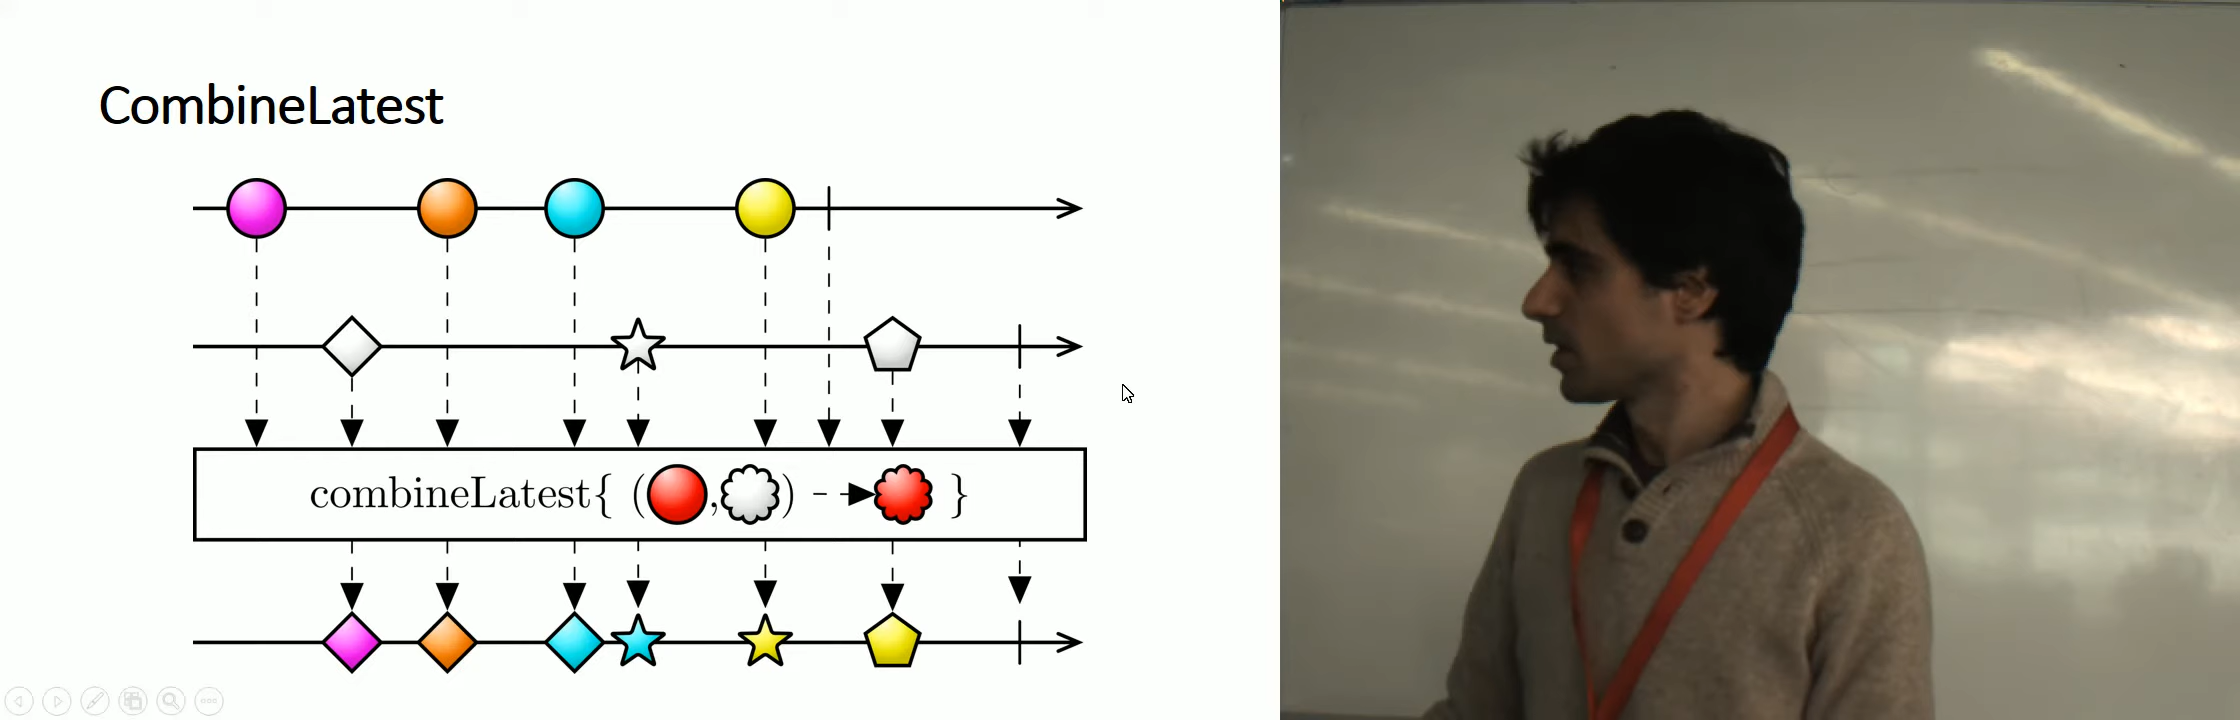 CombineLatest
combineLatest{ ( , ) }